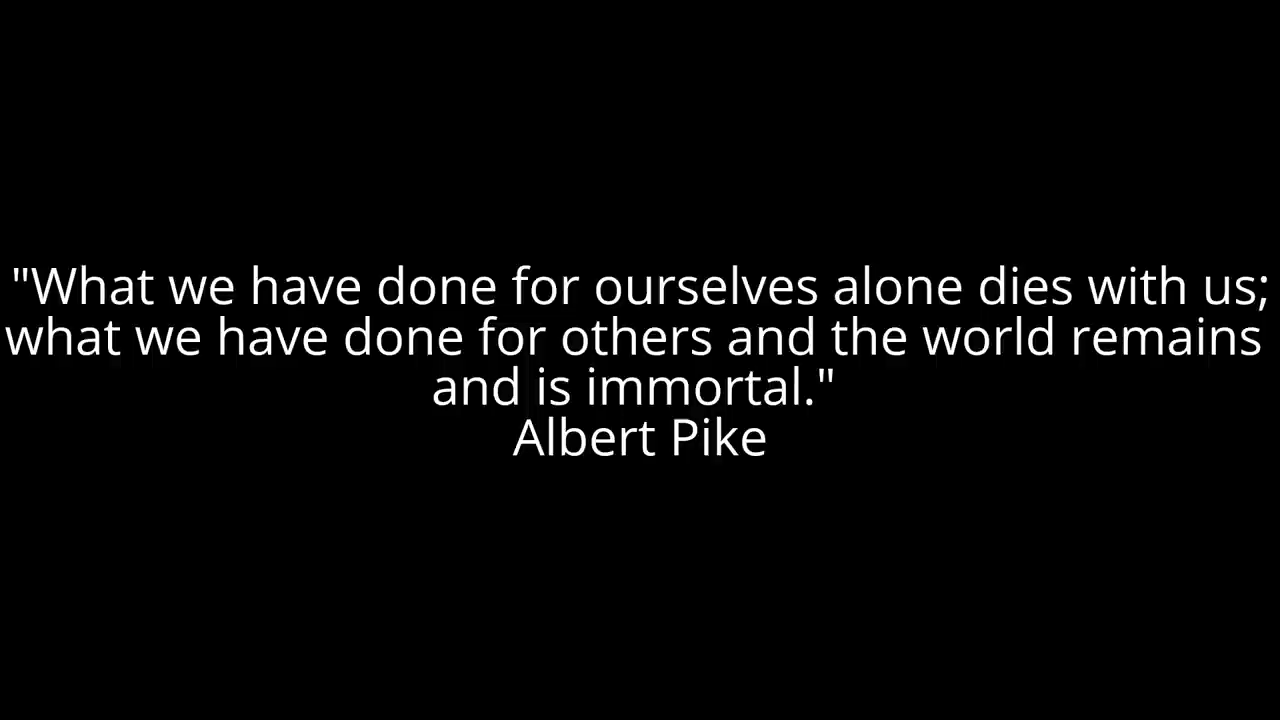 "What we have done for ourselves alone dies with us;
what we have done for others and the world remains
and is immortal."
Albert Pike